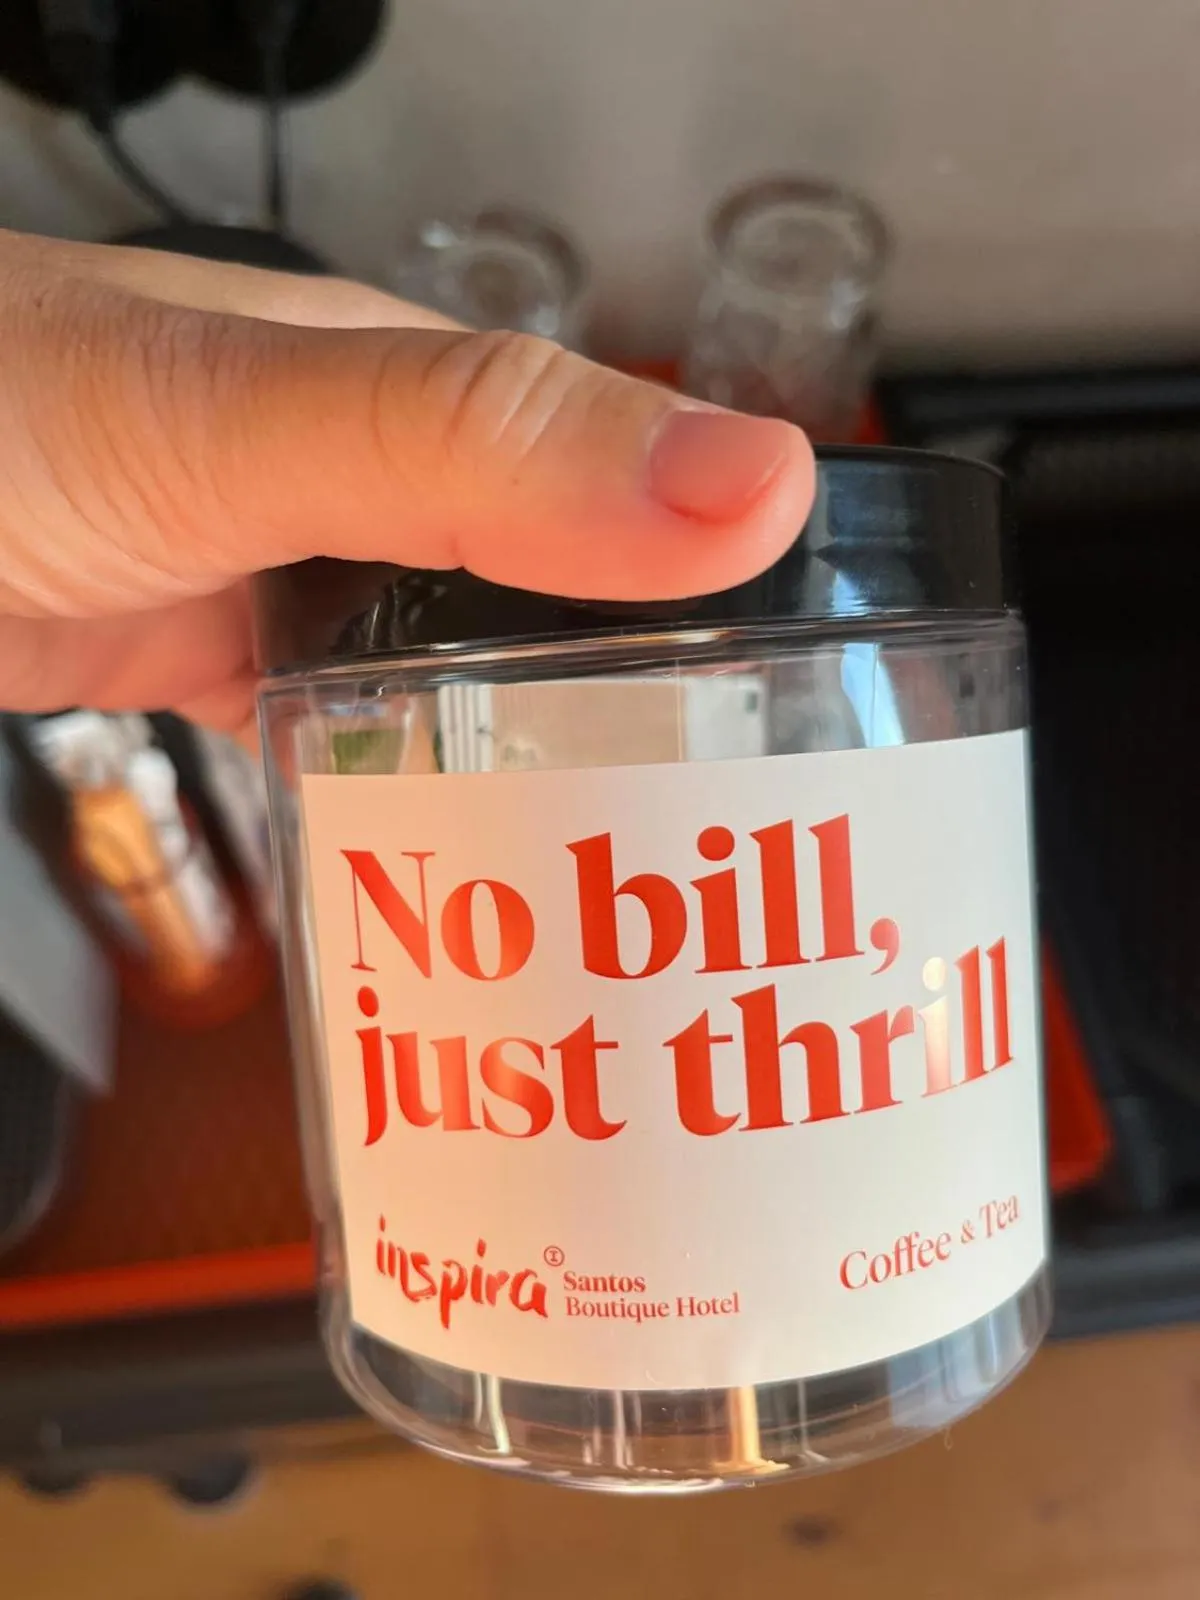 No bill,
just thrill
inspira
Santos
Boutique Hotel
Coffee & Tea